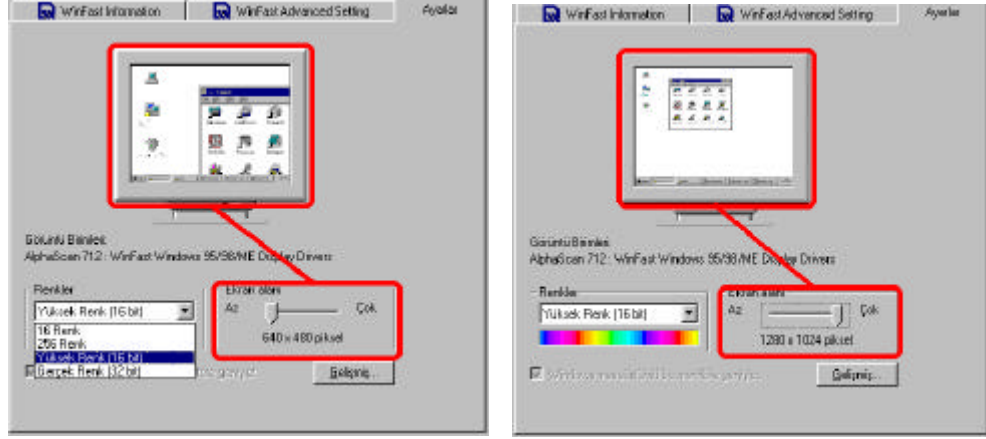 WinFast Information WinFast Advanced Setting Ayarlar
Görüntü Birimleri:
AlphaScan 712 : WinFast Windows 95/98/ME Display Drivers
Renkler
Yüksek Renk (16 bit)
16 Renk
256 Renk
Yüksek Renk (16 bit)
Gerçek Renk (32 bit)
Ekran alanı
Az Çok
640 x 480 piksel
Gelişmiş...
WinFast Information WinFast Advanced Setting Ayarlar
Görüntü Birimleri:
AlphaScan 712 : WinFast Windows 95/98/ME Display Drivers
Renkler
Yüksek Renk (16 bit)
Ekran alanı
Az Çok
1280 x 1024 piksel
Gelişmiş...